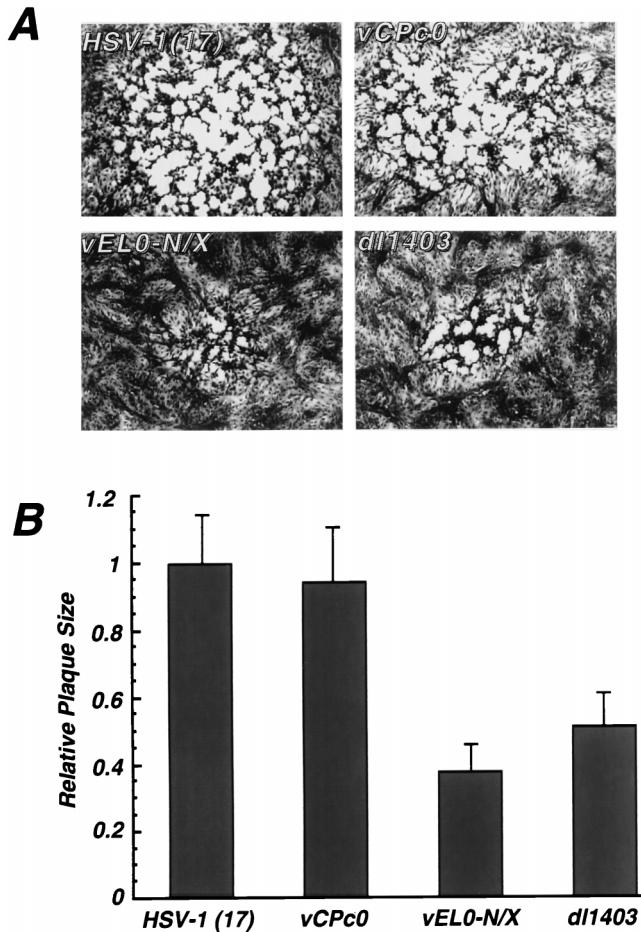 A
HSV-1(17)
vCPc0
vEL0-N/X
dl1403
B
Relative Plaque Size
1.2
1
0.8
0.6
0.4
0.2
0
HSV-1 (17)
vCPc0
vEL0-N/X
dl1403